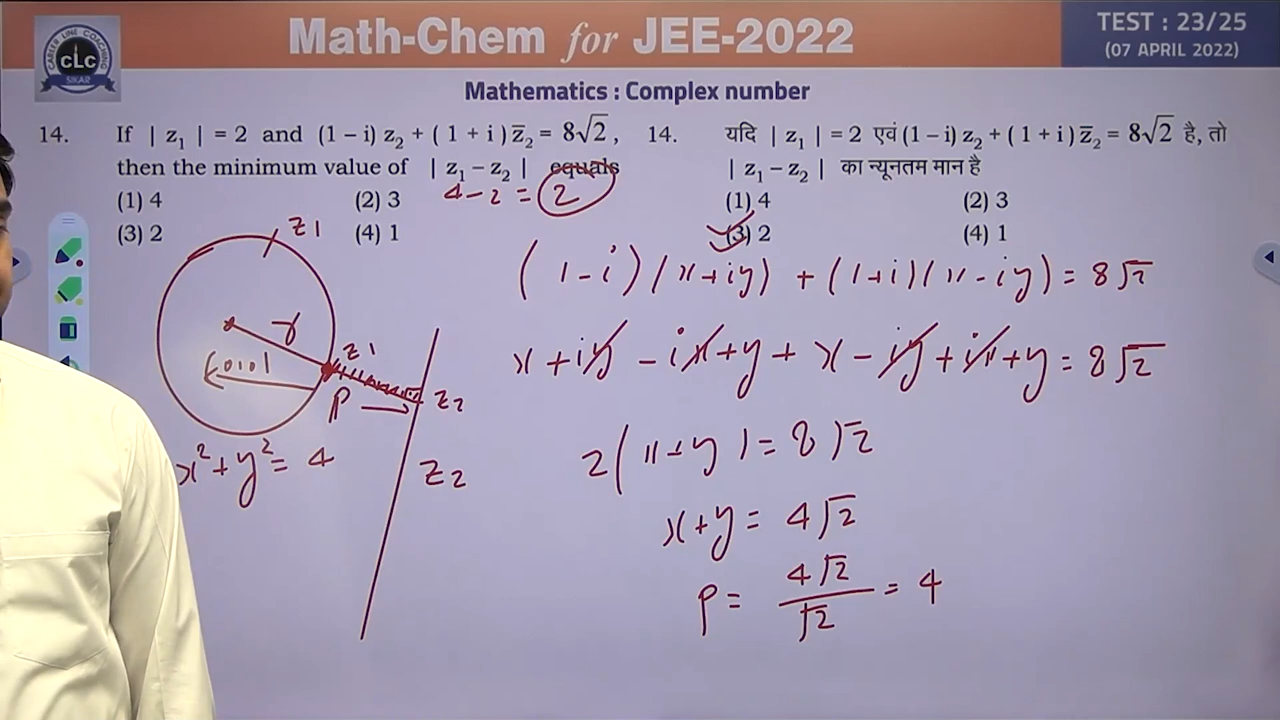 Math-Chem for JEE-2022
TEST : 23/25
(07 APRIL 2022)
CAREER LINE COACHING
CLC
SIKAR
Mathematics : Complex number
14. If | z₁ | = 2 and (1 – i) z₂ + ( 1 + i ) z̅₂ = 8√2 ,
then the minimum value of | z₁ – z₂ | equals
(1) 4 (2) 3
(3) 2 (4) 1
14. यदि | z₁ | = 2 एवं (1 – i) z₂ + ( 1 + i ) z̅₂ = 8√2 है, तो
| z₁ – z₂ | का न्यूनतम मान है
(1) 4 (2) 3
(3) 2 (4) 1
4 - 2 = 2
z1
r
z1
(0,0)
P
z2
z2
x² + y² = 4
(1-i)(x+iy) + (1+i)(x-iy) = 8√2
x + iy - ix + y + x - iy + ix + y = 8√2
2(x+y) = 8√2
x+y = 4√2
P = 4√2/√2 = 4